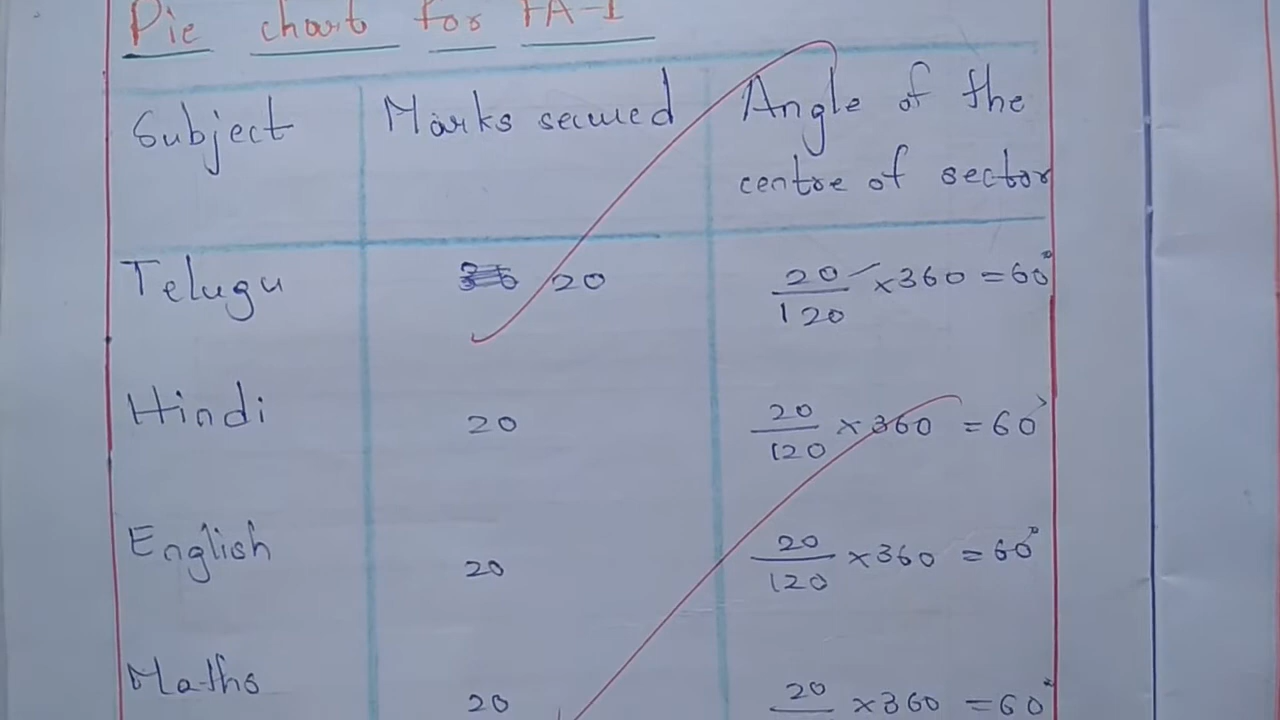 Pie chart for FA-I
Subject Marks secured Angle of the
centre of sector
Telugu 20 20/120 × 360 = 60°
Hindi 20 20/120 × 360 = 60°
English 20 20/120 × 360 = 60°
Maths 20 20 × 360 = 60°